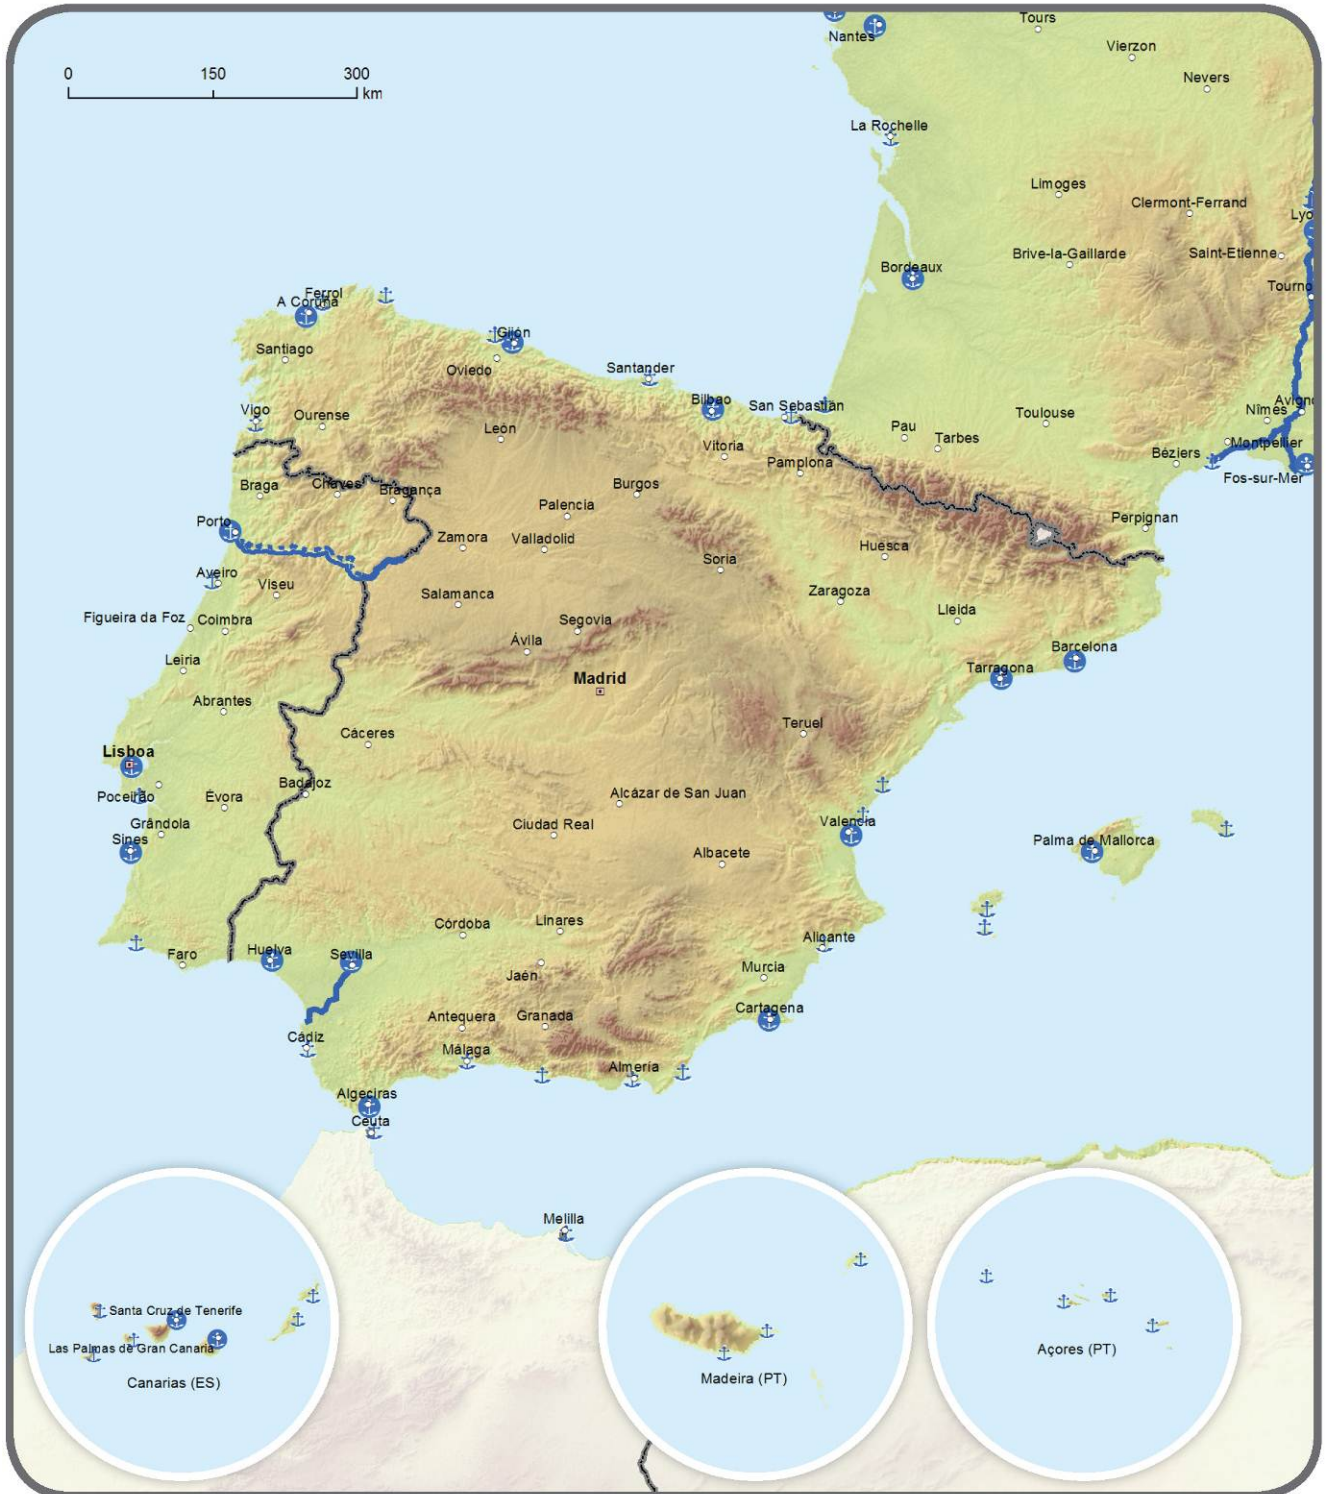 Tours
Nantes
Vierzon
0 150 300
km
Nevers
La Rochelle
Limoges
Clermont-Ferrand
Lyo
Brive-la-Gaillarde
Saint-Etienne
Bordeaux
Tourno
Ferrol
A Coruña
Gijón
Santiago
Oviedo
Santander
Bilbao
San Sebastián
Avigno
Vigo
Ourense
Toulouse
Nîmes
León
Pau
Tarbes
Montpellier
Vitoria
Béziers
Pamplona
Fos-sur-Mer
Braga
Chaves
Bragança
Burgos
Palencia
Perpignan
Porto
Zamora
Valladolid
Huesca
Soria
Aveiro
Viseu
Salamanca
Zaragoza
Lleida
Figueira da Foz
Coimbra
Segovia
Ávila
Barcelona
Leiria
Tarragona
Madrid
Abrantes
Teruel
Cáceres
Lisboa
Badajoz
Poceirão
Évora
Alcázar de San Juan
Grândola
Ciudad Real
Valencia
Sines
Palma de Mallorca
Albacete
Córdoba
Linares
Alicante
Faro
Huelva
Sevilla
Jaén
Murcia
Cartagena
Antequera
Granada
Cádiz
Málaga
Almería
Algeciras
Ceuta
Melilla
Santa Cruz de Tenerife
Las Palmas de Gran Canaria
Canarias (ES)
Madeira (PT)
Açores (PT)